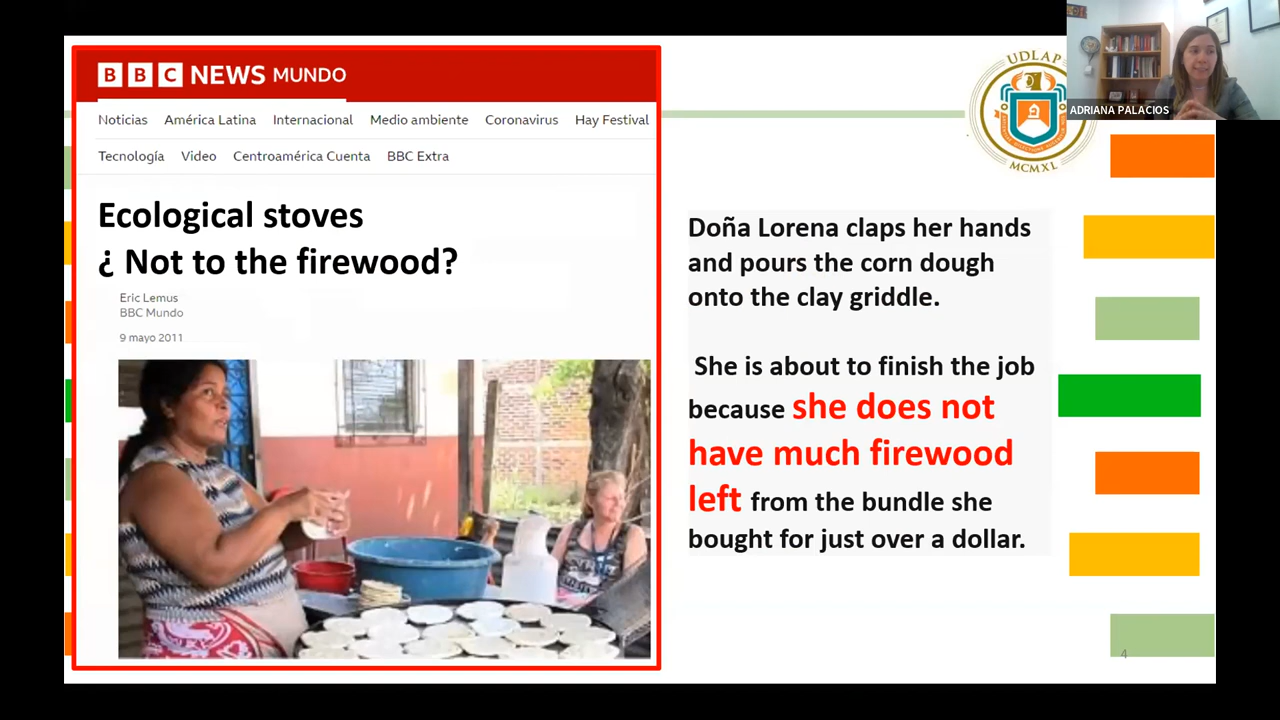 BBC NEWS MUNDO
Noticias América Latina Internacional Medio ambiente Coronavirus Hay Festival
Tecnología Video Centroamérica Cuenta BBC Extra
Ecological stoves
¿ Not to the firewood?
Eric Lemus
BBC Mundo
9 mayo 2011
UDLAP
MCMXL
ADRIANA PALACIOS
Doña Lorena claps her hands
and pours the corn dough
onto the clay griddle.
She is about to finish the job
because she does not
have much firewood
left from the bundle she
bought for just over a dollar.
4